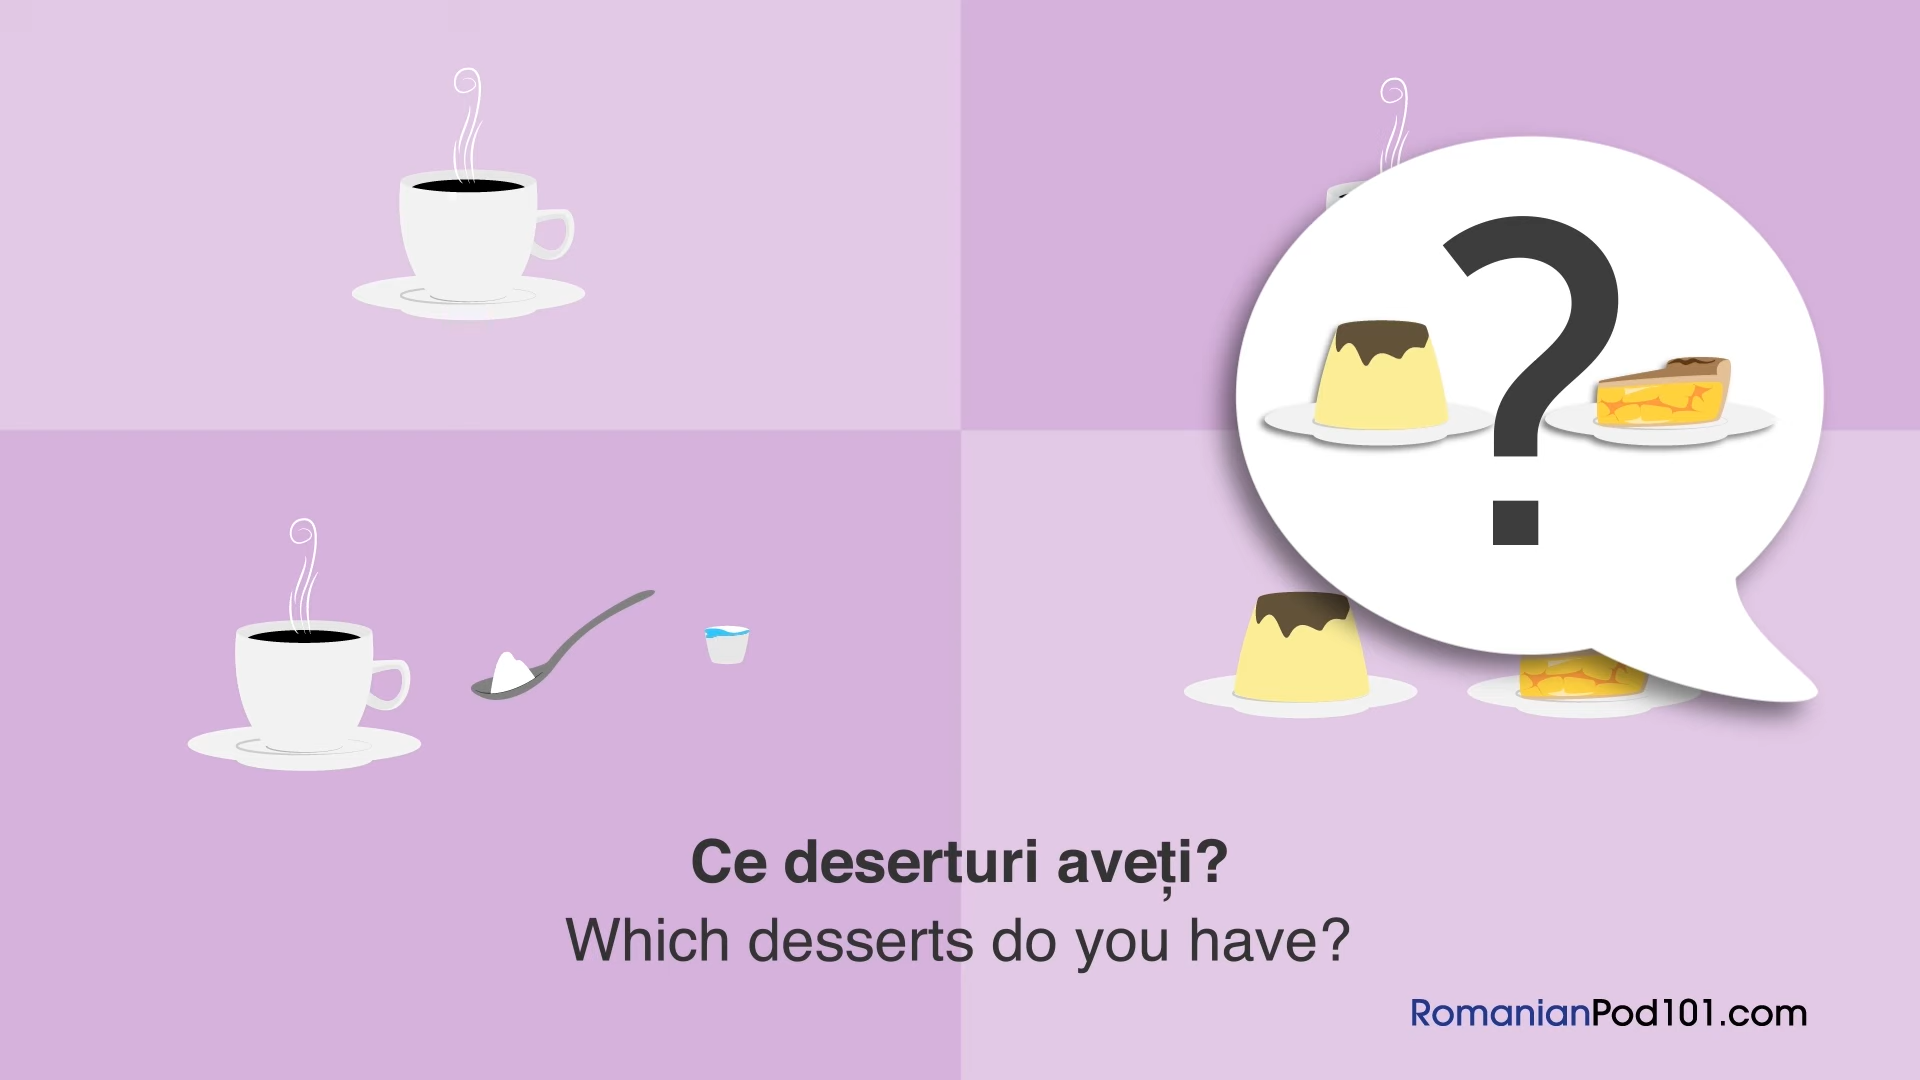 ?
Ce deserturi aveți?
Which desserts do you have?
RomanianPod101.com